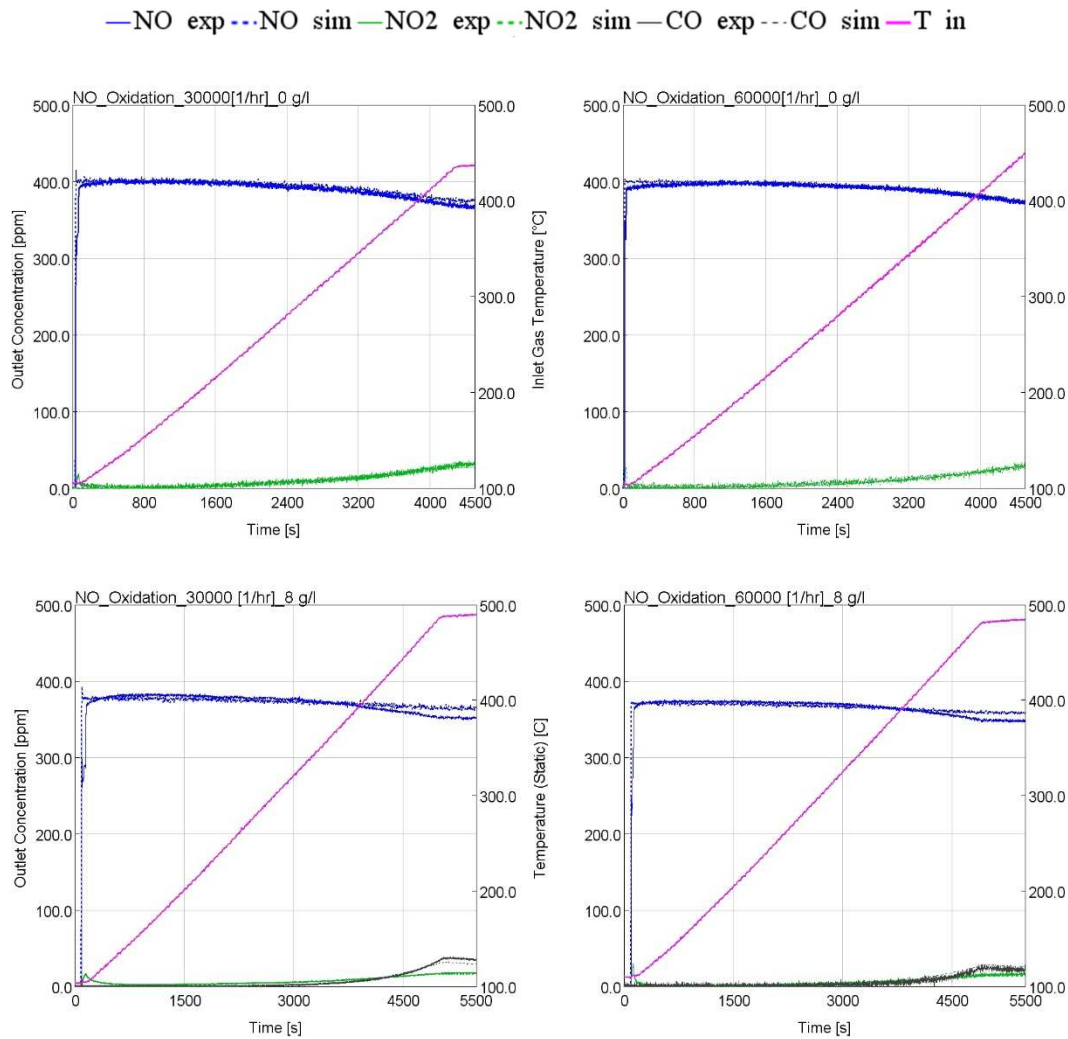 NO exp NO sim NO2 exp NO2 sim CO exp CO sim T in
NO_Oxidation_30000[1/hr]_0 g/l
500.0
400.0
300.0
200.0
100.0
0.0
Outlet Concentration [ppm]
500.0
400.0
300.0
200.0
100.0
Inlet Gas Temperature [°C]
0 800 1600 2400 3200 4000 4500
Time [s]
NO_Oxidation_60000[1/hr]_0 g/l
500.0
400.0
300.0
200.0
100.0
0.0
500.0
400.0
300.0
200.0
100.0
0 800 1600 2400 3200 4000 4500
Time [s]
NO_Oxidation_30000 [1/hr]_8 g/l
500.0
400.0
300.0
200.0
100.0
0.0
Outlet Concentration [ppm]
500.0
400.0
300.0
200.0
100.0
Temperature (Static) [C]
0 1500 3000 4500 5500
Time [s]
NO_Oxidation_60000 [1/hr]_8 g/l
500.0
400.0
300.0
200.0
100.0
0.0
500.0
400.0
300.0
200.0
100.0
0 1500 3000 4500 5500
Time [s]